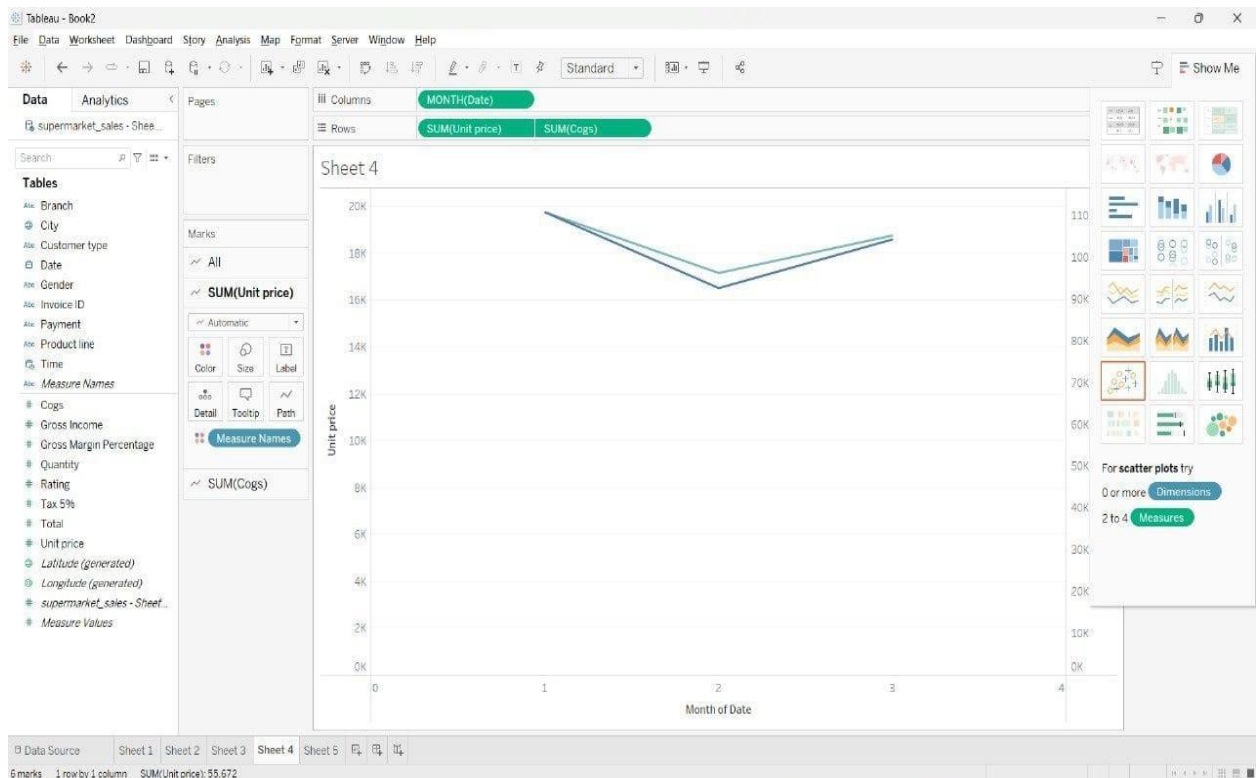 Tableau - Book2
File Data Worksheet Dashboard Story Analysis Map Format Server Window Help
Standard
Show Me
Data Analytics
supermarket_sales - Shee...
Search
Tables
Abc Branch
City
Abc Customer type
Date
Abc Gender
Abc Invoice ID
Abc Payment
Abc Product line
Time
Abc Measure Names
# Cogs
# Gross Income
# Gross Margin Percentage
# Quantity
# Rating
# Tax 5%
# Total
# Unit price
Latitude (generated)
Longitude (generated)
# supermarket_sales - Sheet...
# Measure Values
Pages
Filters
Marks
All
SUM(Unit price)
Automatic
Color Size Label
Detail Tooltip Path
Measure Names
SUM(Cogs)
Columns MONTH(Date)
Rows SUM(Unit price) SUM(Cogs)
Sheet 4
20K
18K
16K
14K
12K
10K
8K
6K
4K
2K
0K
Unit price
110
100
90K
80K
70K
60K
50K
40K
30K
20K
10K
0K
0 1 2 3 4
Month of Date
For scatter plots try
0 or more Dimensions
2 to 4 Measures
Data Source Sheet 1 Sheet 2 Sheet 3 Sheet 4 Sheet 5
6 marks 1 row by 1 column SUM(Unit price): 55,672